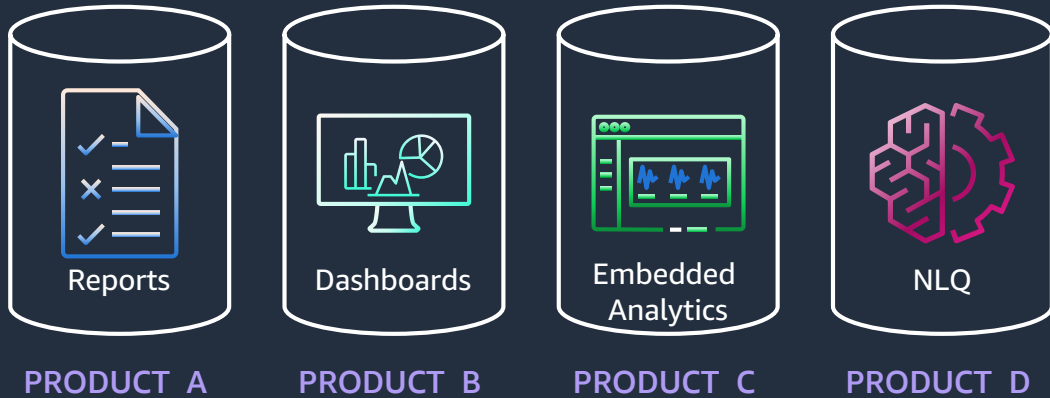 Reports
Dashboards
Embedded
Analytics
NLQ
PRODUCT A
PRODUCT B
PRODUCT C
PRODUCT D